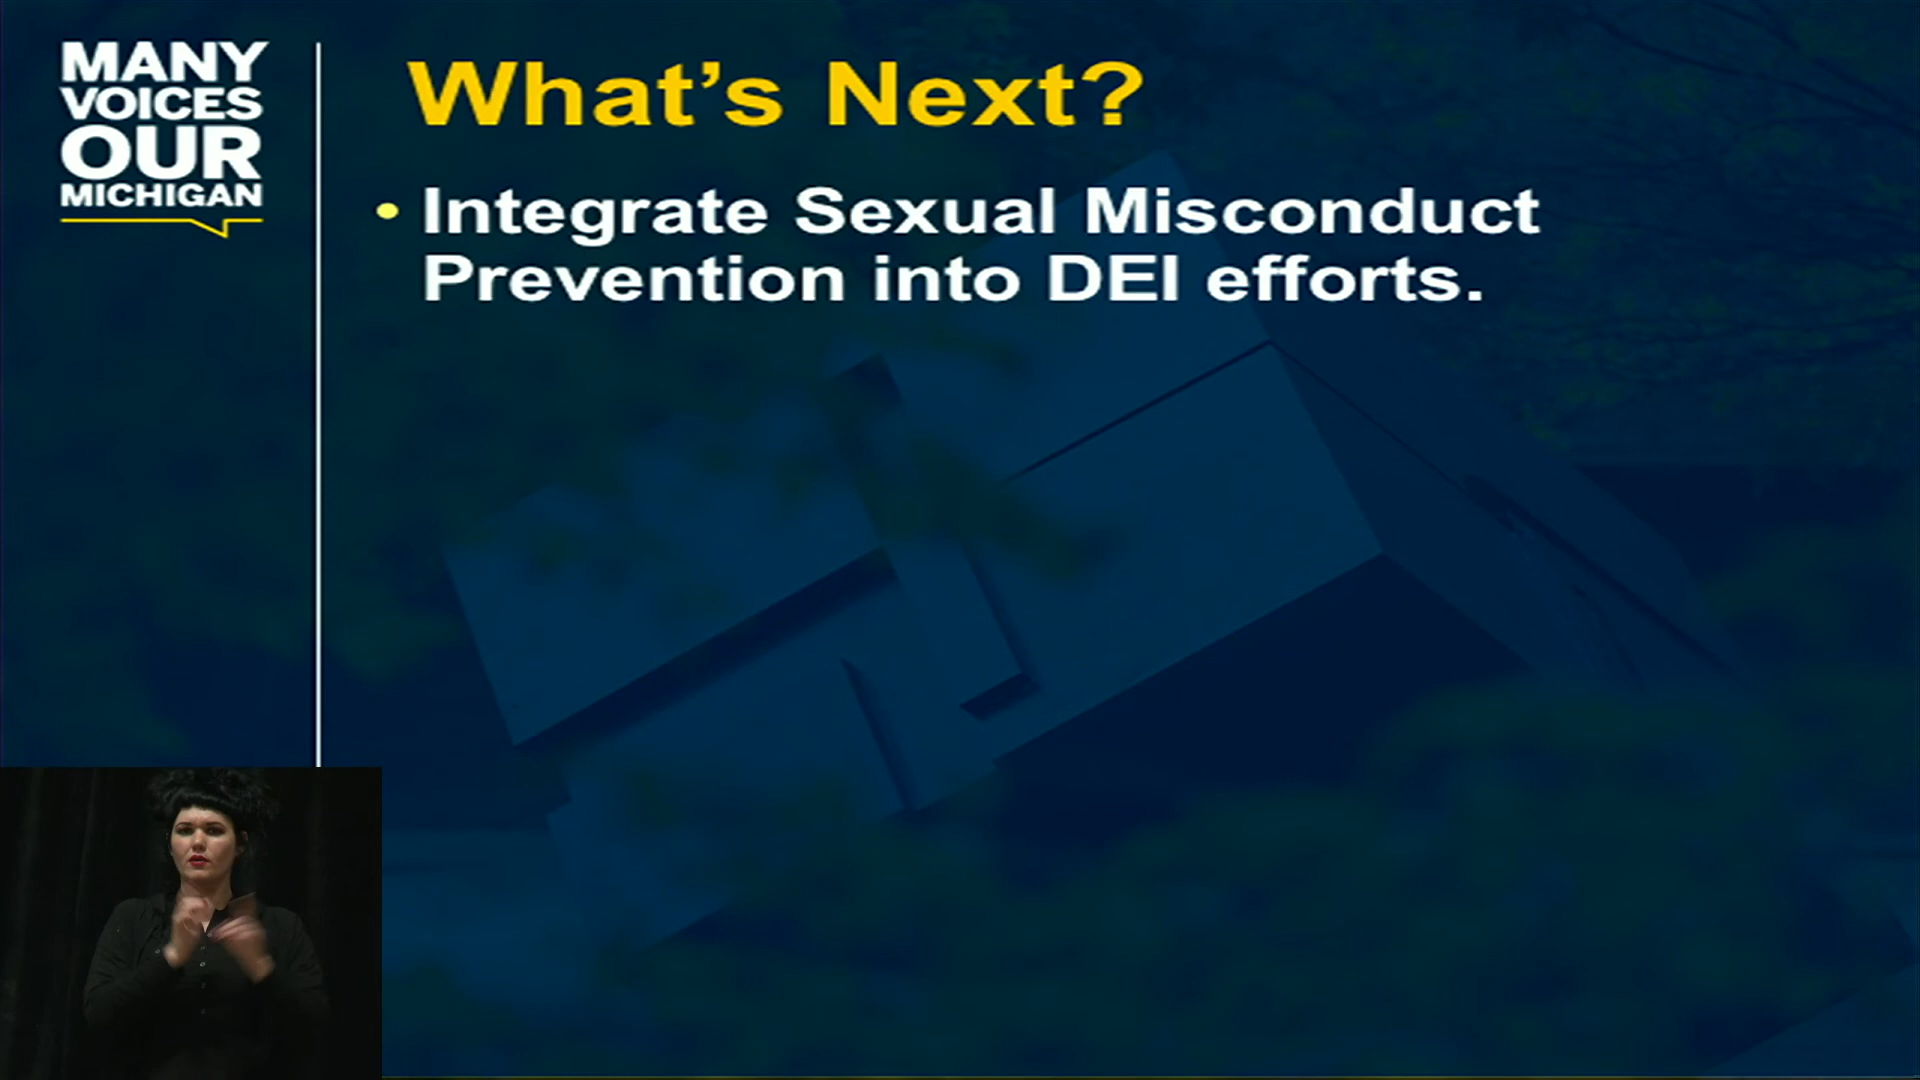 MANY
VOICES
OUR
MICHIGAN
What's Next?
• Integrate Sexual Misconduct
Prevention into DEI efforts.